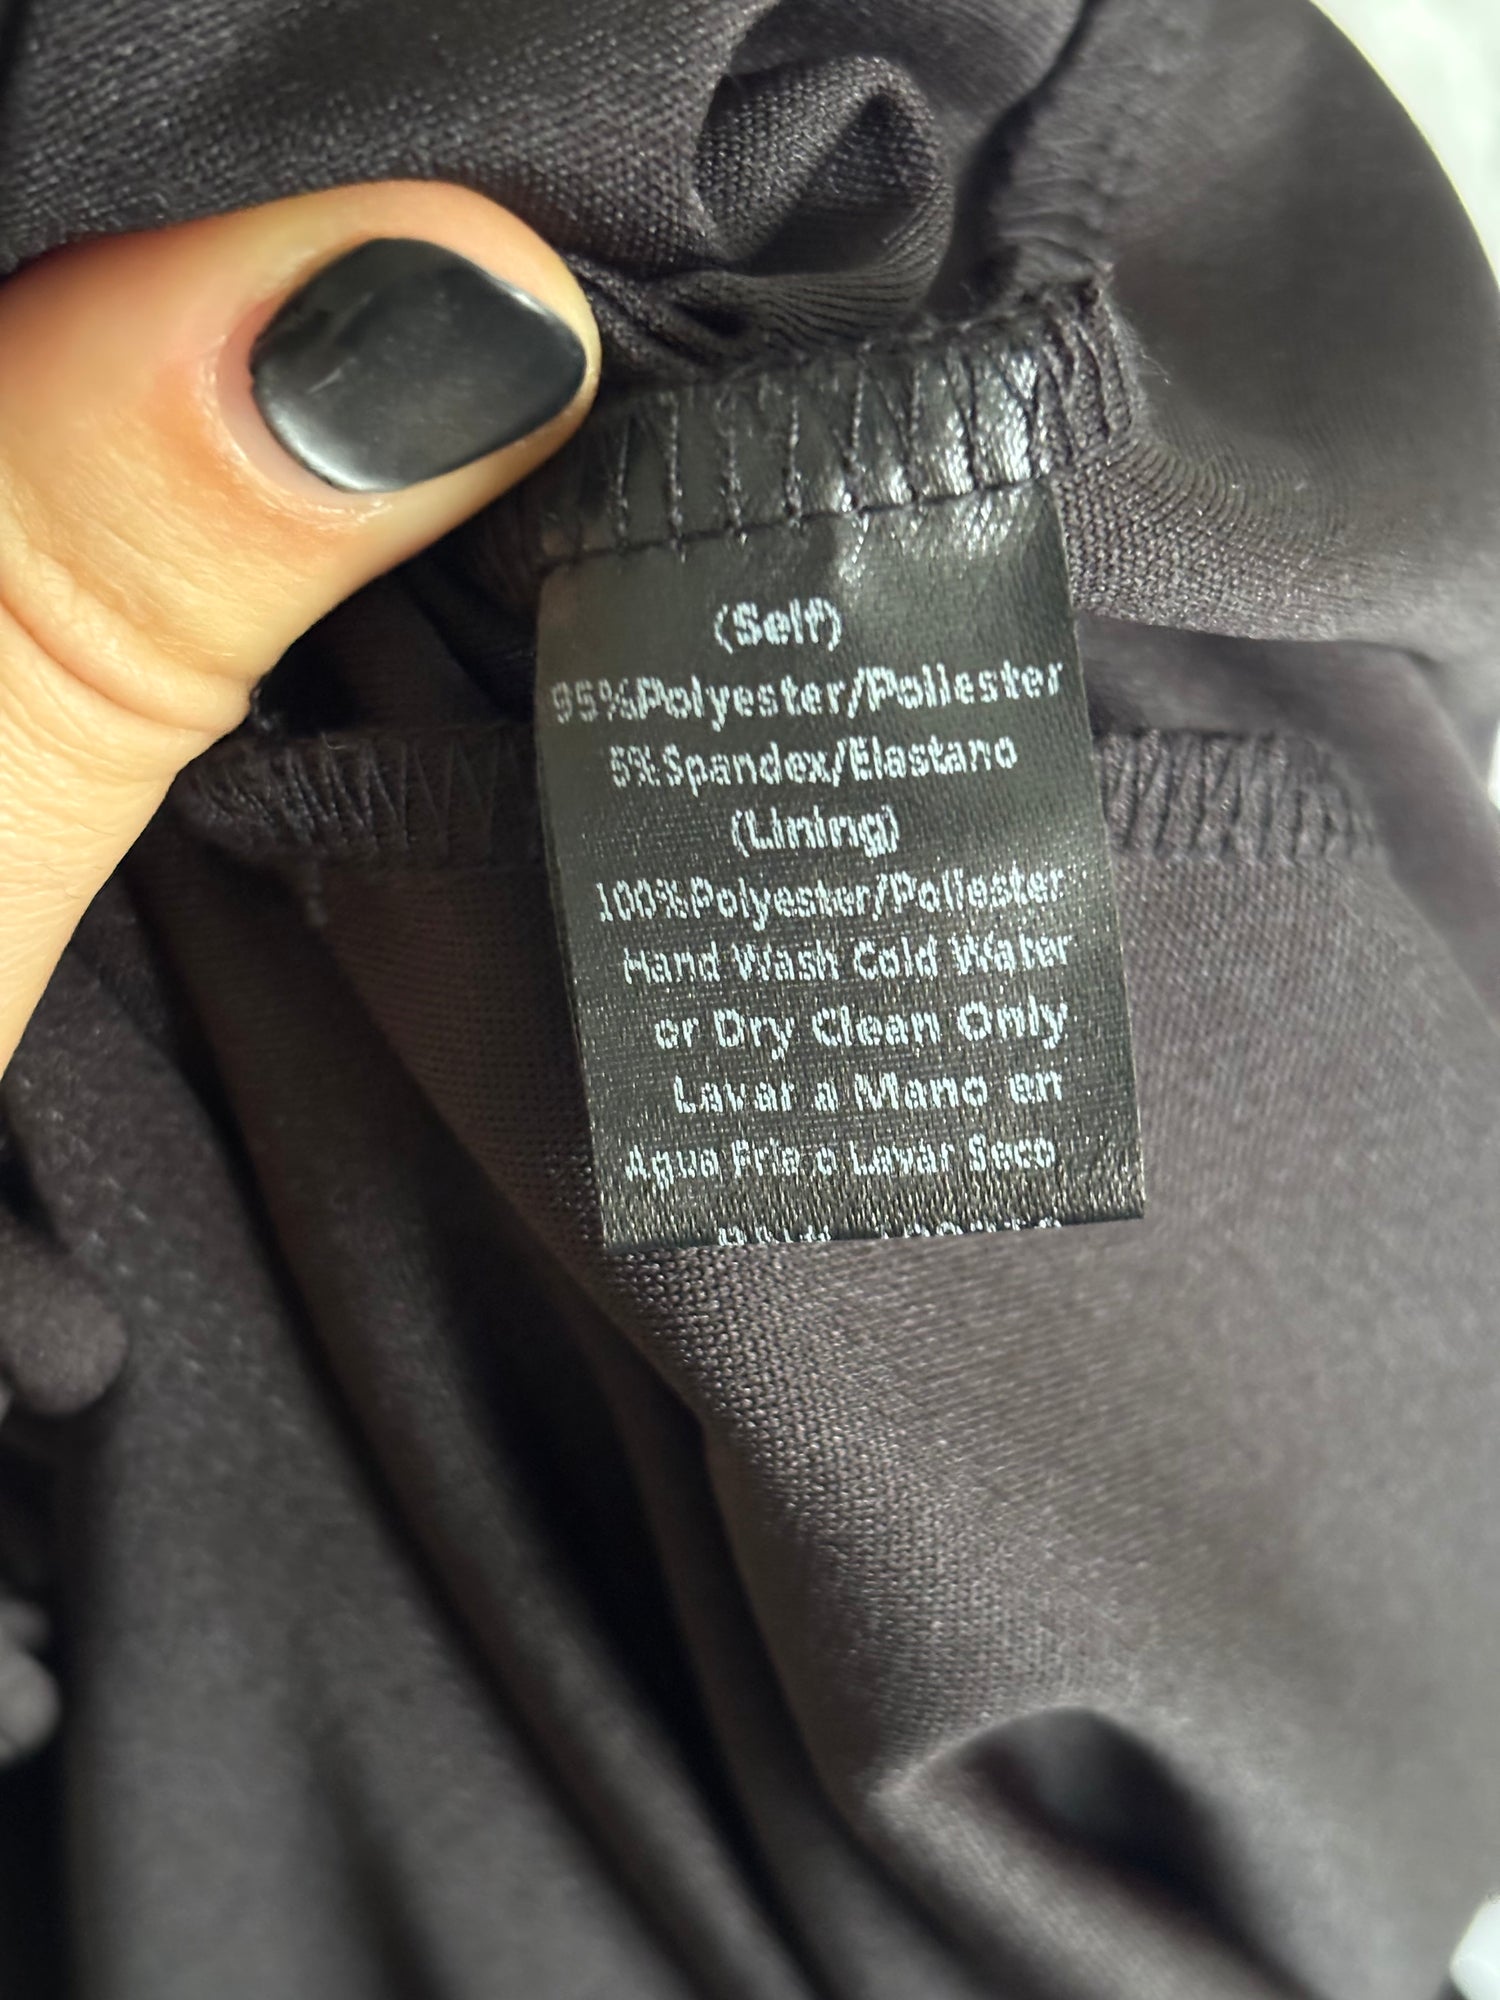 (Self)
95%Polyester/Poliester
5%Spandex/Elastano
(Lining)
100%Polyester/Poliester
Hand Wash Cold Water
or Dry Clean Only
Lavar a Mano en
Agua Fria o Lavar Seco